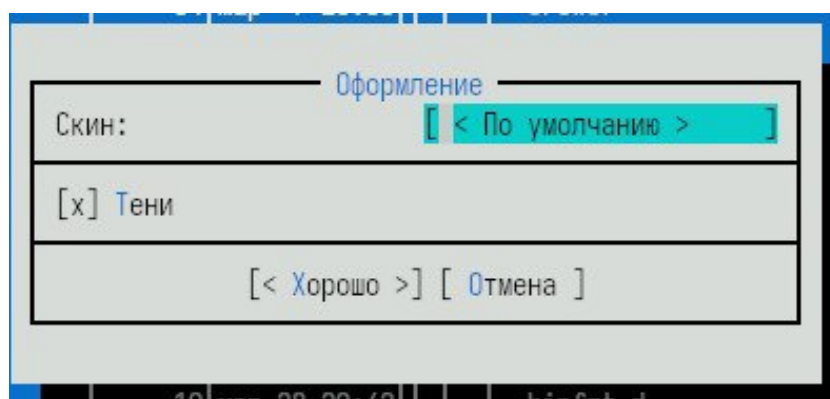 Оформление
Скин: [ < По умолчанию > ]
[x] Тени
[< Хорошо >] [ Отмена ]